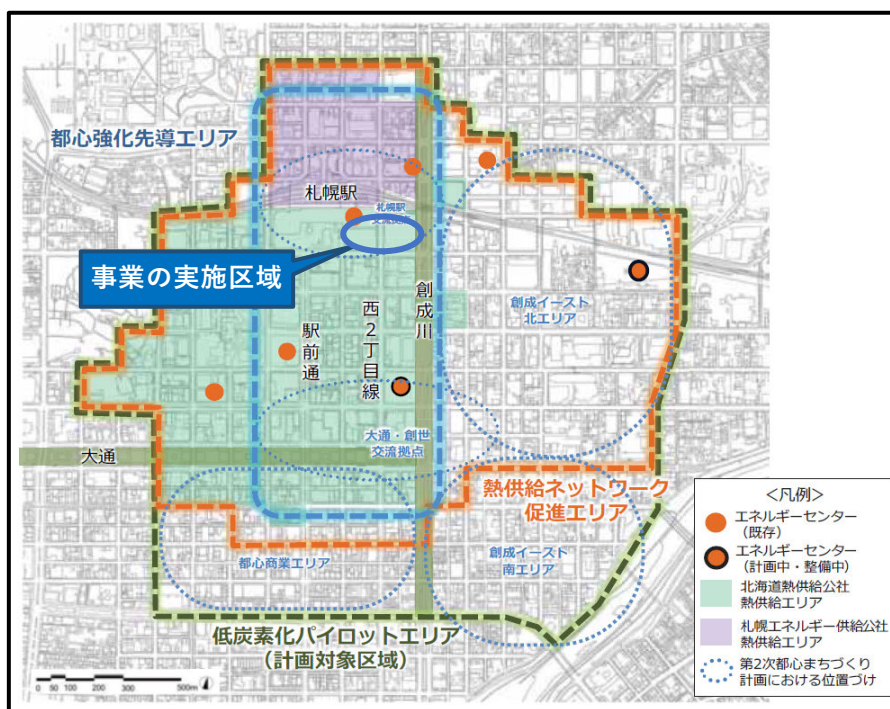 都心強化先導エリア
札幌駅
札幌駅
交流拠点
事業の実施区域
創成川
西２丁目線
駅前通
創成イースト
北エリア
大通・創世
交流拠点
大通
熱供給ネットワーク
促進エリア
都心商業エリア
創成イースト
南エリア
低炭素化パイロットエリア
（計画対象区域）
0 50 100 200 300 500m
＜凡例＞
エネルギーセンター
（既存）
エネルギーセンター
（計画中・整備中）
北海道熱供給公社
熱供給エリア
札幌エネルギー供給公社
熱供給エリア
第2次都心まちづくり
計画における位置づけ